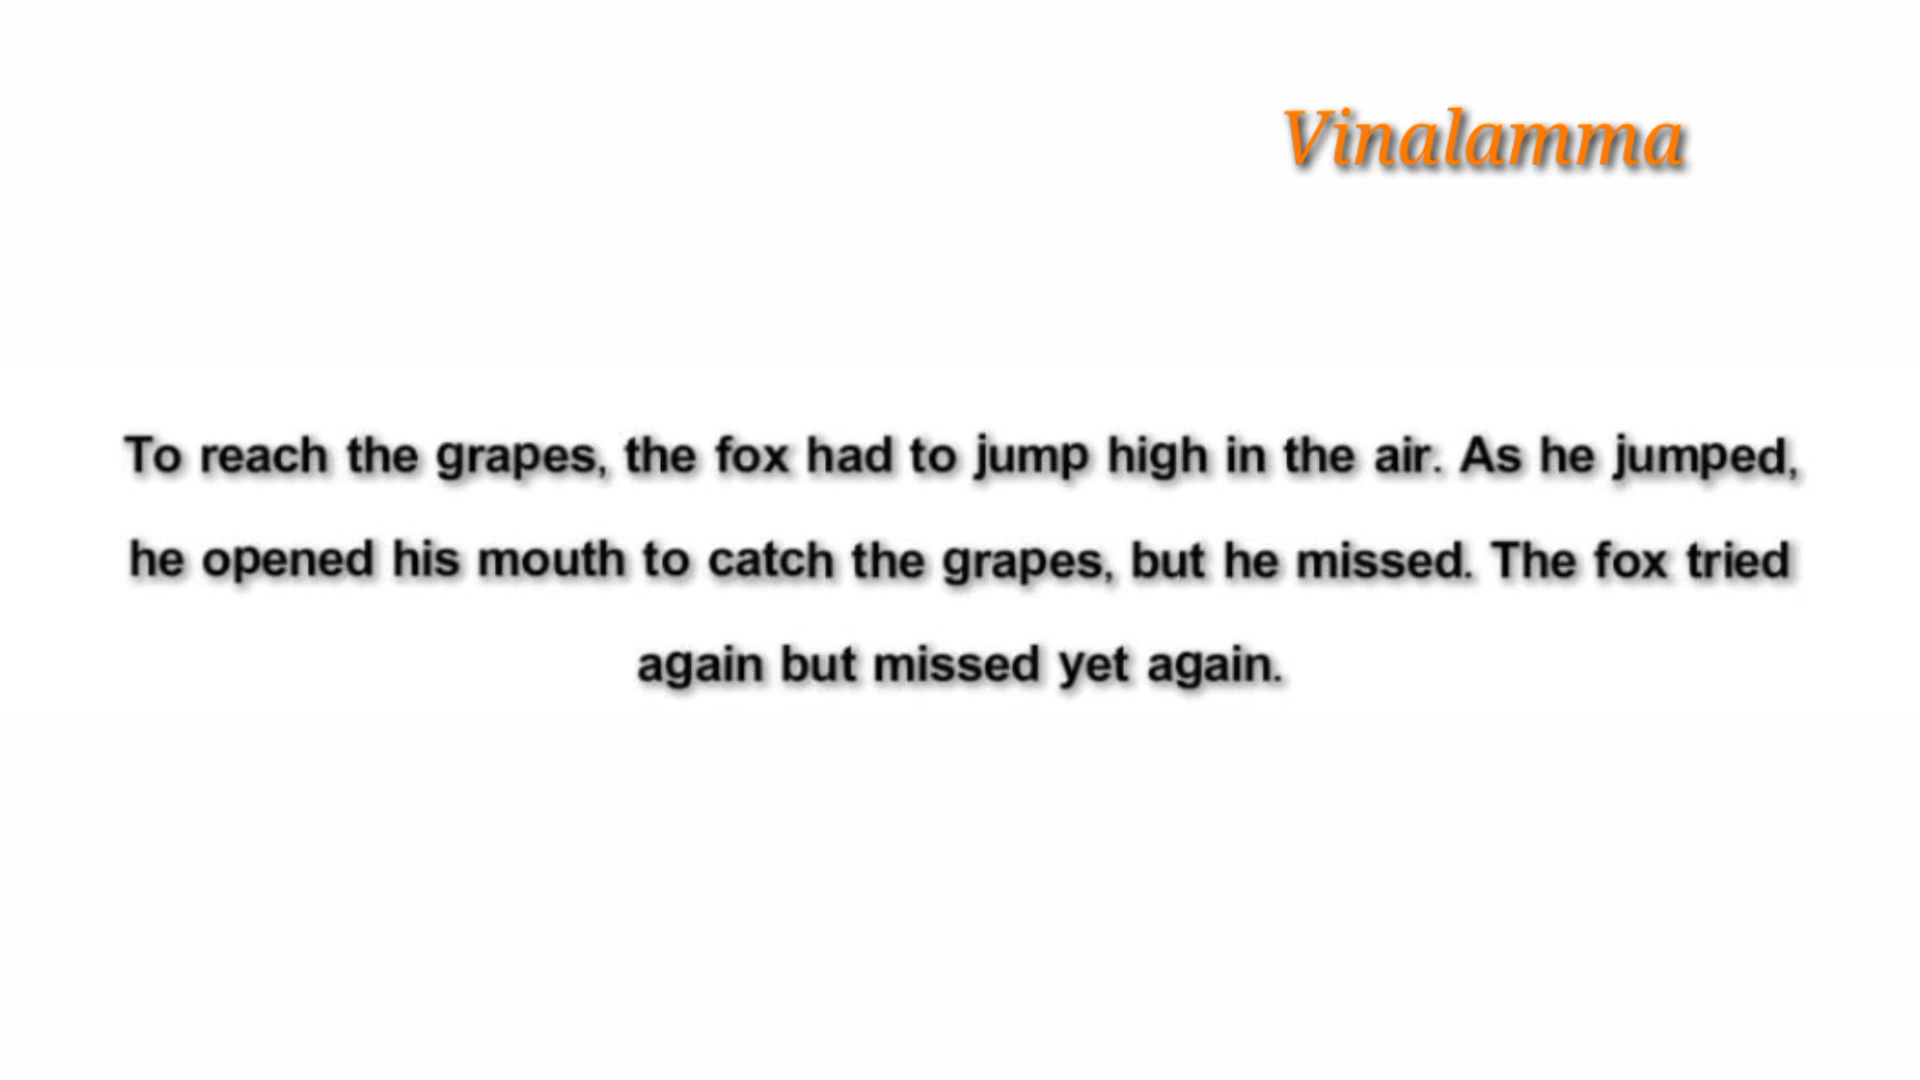 Vinalamma
To reach the grapes, the fox had to jump high in the air. As he jumped,
he opened his mouth to catch the grapes, but he missed. The fox tried
again but missed yet again.